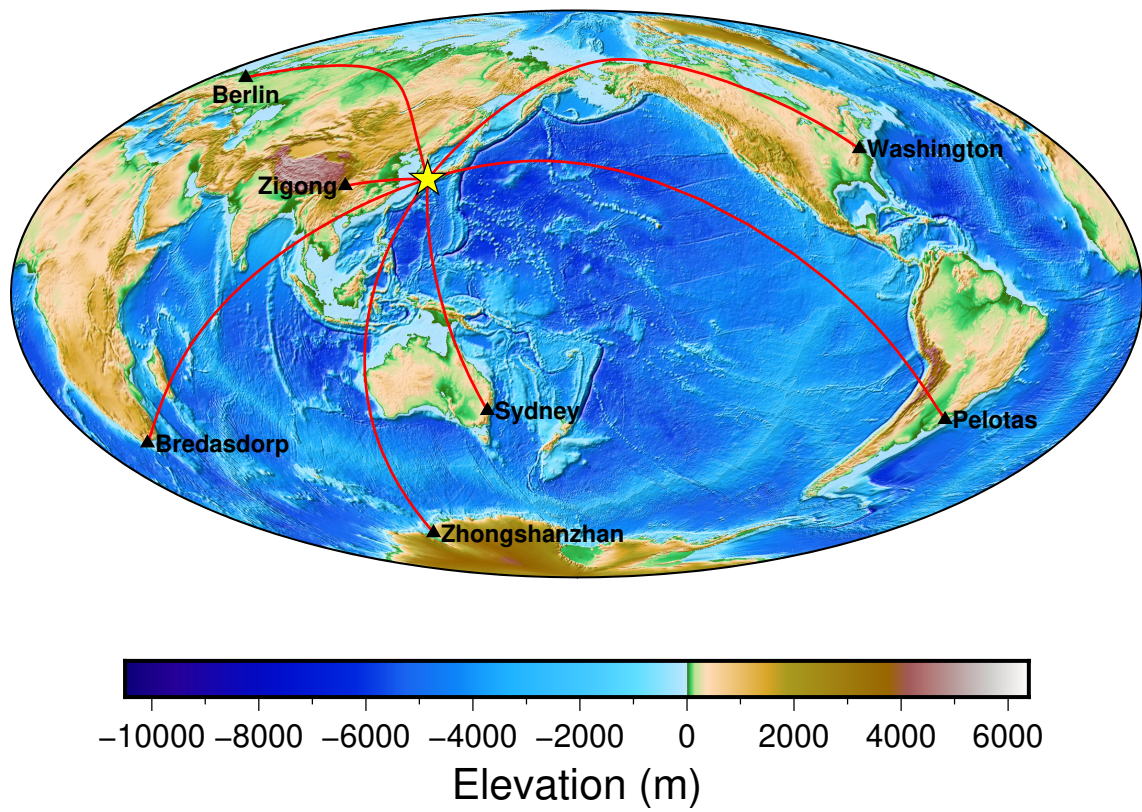 Berlin
Washington
Zigong
Sydney
Pelotas
Bredasdorp
Zhongshanzhan
−10000 −8000 −6000 −4000 −2000 0 2000 4000 6000
Elevation (m)